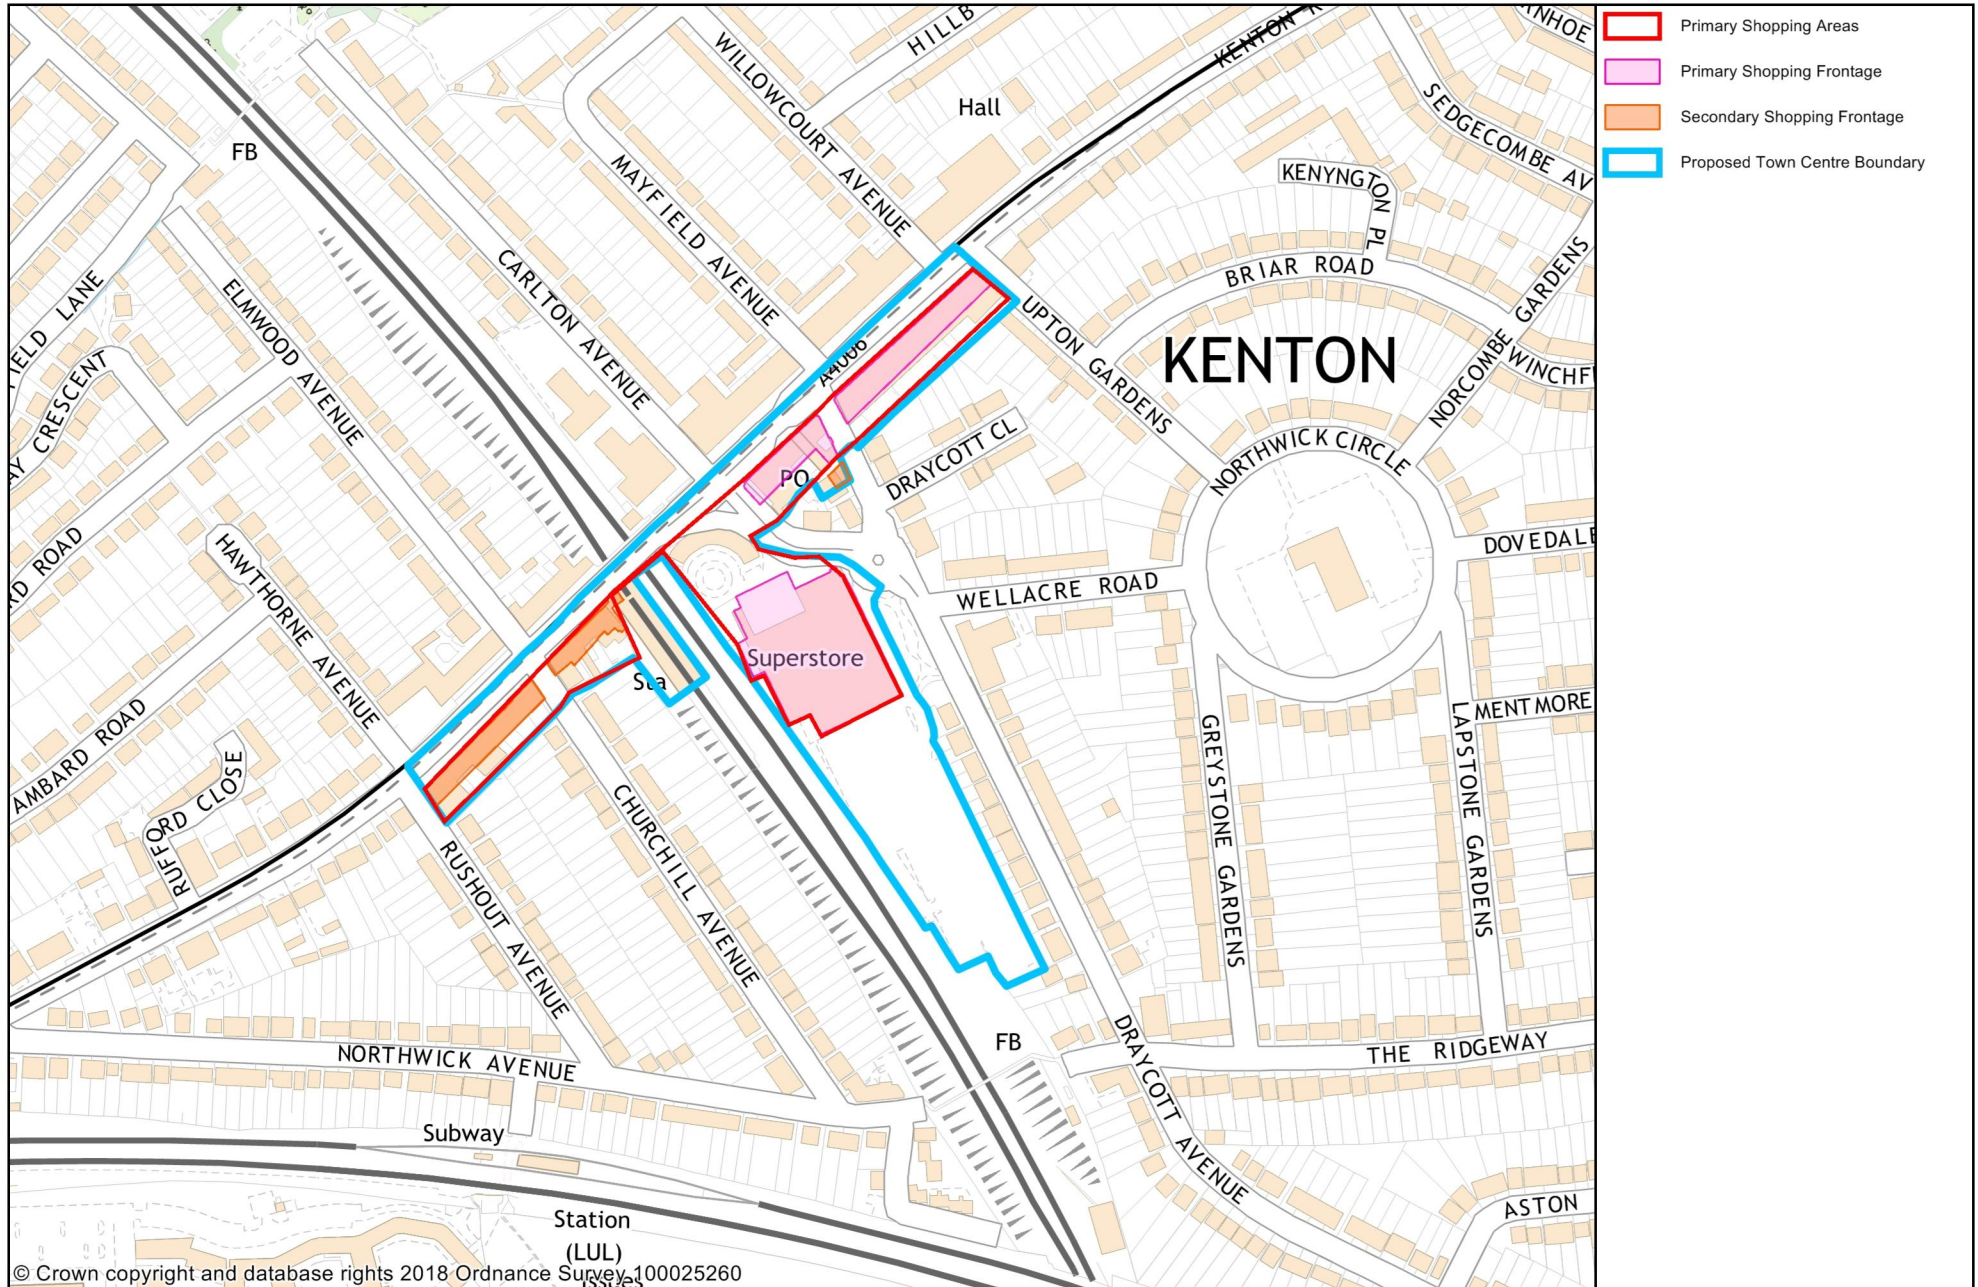 Primary Shopping Areas
Primary Shopping Frontage
Secondary Shopping Frontage
Proposed Town Centre Boundary
HILLB
WILLOWCOURT AVENUE
Hall
SEDGECOMBE AV
FB
MAYFIELD AVENUE
KENYNGTON PL
CARLTON AVENUE
BRIAR ROAD
ELMWOOD AVENUE
IELD LANE
A4006
UPTON GARDENS
KENTON
NORCOMBE GARDENS
WINCHF
AY CRESCENT
DRAYCOTT CL
NORTHWICK CIRCLE
PO
RD ROAD
HAWTHORNE AVENUE
DOVEDALE
WELLACRE ROAD
Superstore
Sta
AMBARD ROAD
RUFFORD CLOSE
MENTMORE
LAPSTONE GARDENS
GREYSTONE GARDENS
CHURCHILL AVENUE
RUSHOUT AVENUE
FB
NORTHWICK AVENUE
THE RIDGEWAY
DRAYCOTT AVENUE
Subway
ASTON
Station
(LUL)
© Crown copyright and database rights 2018 Ordnance Survey 100025260